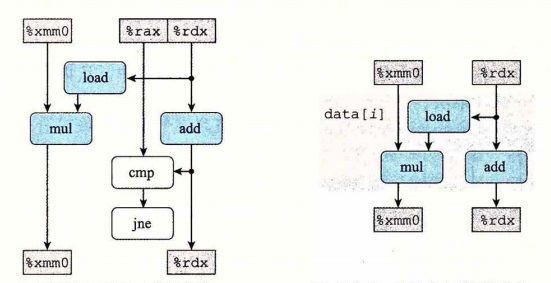 %xmm0 %rax %rdx
load
mul add
cmp
jne
%xmm0 %rdx
%xmm0 %rdx
data[i] load
mul add
%xmm0 %rdx